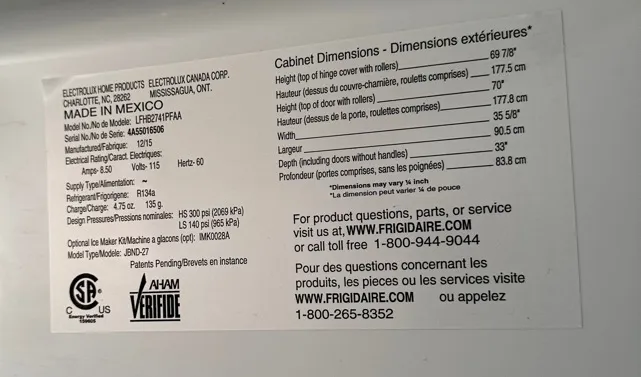 ELECTROLUX HOME PRODUCTS ELECTROLUX CANADA CORP.
CHARLOTTE, NC, 28262 MISSISSAUGA, ONT.
MADE IN MEXICO
Model No./No de Modele: LFHB2741PFAA
Serial No./No de Serie: 4A55016506
Manufactured/Fabrique: 12/15
Electrical Rating/Caract. Electriques:
Amps- 8.50 Volts- 115 Hertz- 60
Supply Type/Alimentation: ~
Refrigerant/Frigorigene: R134a
Charge/Charge: 4.75 oz. 135 g.
Design Pressures/Pressions nominales: HS 300 psi (2069 kPa)
LS 140 psi (965 kPa)
Optional Ice Maker Kit/Machine a glacons (opt): IMK0028A
Model Type/Modele: JBND-27
Patents Pending/Brevets en instance
CSA
C US
Energy Verified
159605
AHAM
VERIFIDE
Cabinet Dimensions - Dimensions extérieures*
Height (top of hinge cover with rollers) 69 7/8"
Hauteur (dessus du couvre-charnière, roulettes comprises) 177.5 cm
Height (top of door with rollers) 70"
Hauteur (dessus de la porte, roulettes comprises) 177.8 cm
Width 35 5/8"
Largeur 90.5 cm
Depth (including doors without handles) 33"
Profondeur (portes comprises, sans les poignées) 83.8 cm
*Dimensions may vary ¼ inch
*La dimension peut varier ¼ de pouce
For product questions, parts, or service
visit us at, WWW.FRIGIDAIRE.COM
or call toll free 1-800-944-9044
Pour des questions concernant les
produits, les pieces ou les services visite
WWW.FRIGIDAIRE.COM ou appelez
1-800-265-8352